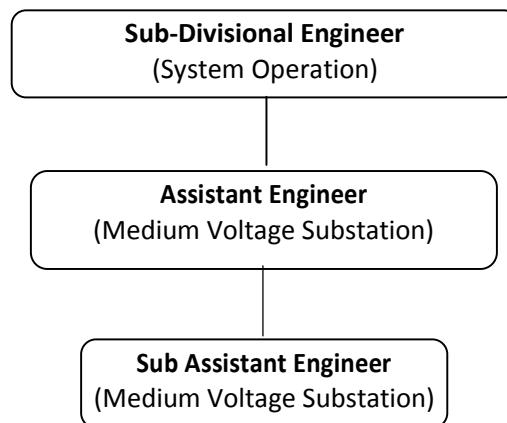 Sub-Divisional Engineer
(System Operation)
Assistant Engineer
(Medium Voltage Substation)
Sub Assistant Engineer
(Medium Voltage Substation)